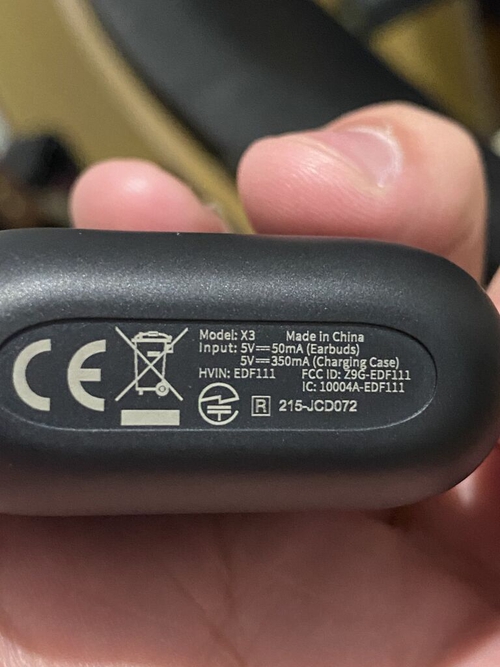 CE
Model: X3 Made in China
Input: 5V⎓50mA (Earbuds)
5V⎓350mA (Charging Case)
HVIN: EDF111 FCC ID: Z9G-EDF111
IC: 10004A-EDF111
R 215-JCD072